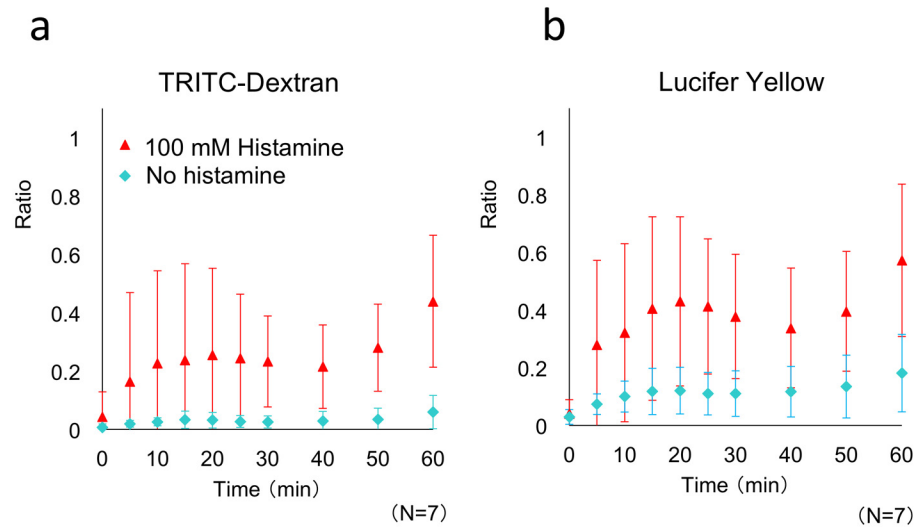 a
TRITC-Dextran
1
0.8
0.6
0.4
0.2
0
Ratio
100 mM Histamine
No histamine
0 10 20 30 40 50 60
Time (min)
(N=7)
b
Lucifer Yellow
1
0.8
0.6
0.4
0.2
0
Ratio
0 10 20 30 40 50 60
Time (min)
(N=7)